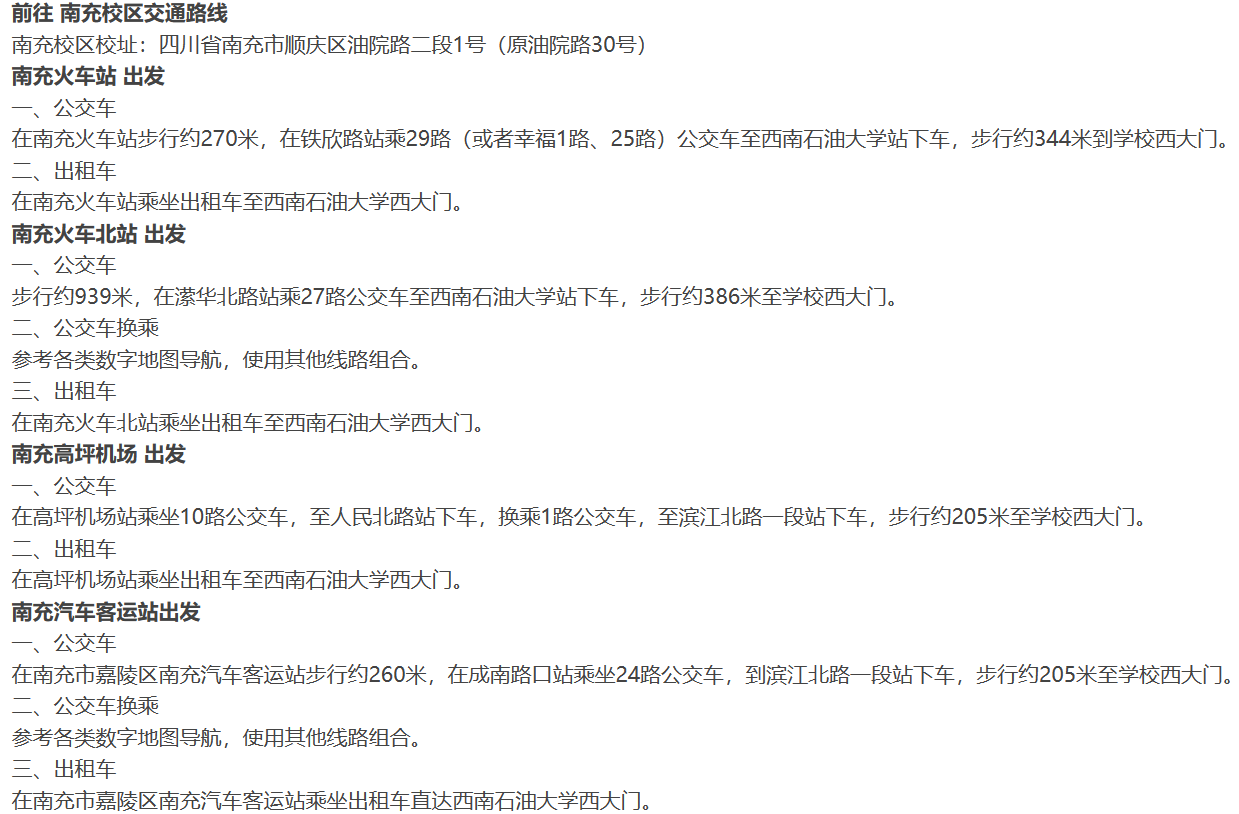 前往 南充校区交通路线
南充校区校址：四川省南充市顺庆区油院路二段1号（原油院路30号）
南充火车站 出发
一、公交车
在南充火车站步行约270米，在铁欣路站乘29路（或者幸福1路、25路）公交车至西南石油大学站下车，步行约344米到学校西大门。
二、出租车
在南充火车站乘坐出租车至西南石油大学西大门。
南充火车北站 出发
一、公交车
步行约939米，在潆华北路站乘27路公交车至西南石油大学站下车，步行约386米至学校西大门。
二、公交车换乘
参考各类数字地图导航，使用其他线路组合。
三、出租车
在南充火车北站乘坐出租车至西南石油大学西大门。
南充高坪机场 出发
一、公交车
在高坪机场站乘坐10路公交车，至人民北路站下车，换乘1路公交车，至滨江北路一段站下车，步行约205米至学校西大门。
二、出租车
在高坪机场站乘坐出租车至西南石油大学西大门。
南充汽车客运站出发
一、公交车
在南充市嘉陵区南充汽车客运站步行约260米，在成南路口站乘坐24路公交车，到滨江北路一段站下车，步行约205米至学校西大门。
二、公交车换乘
参考各类数字地图导航，使用其他线路组合。
三、出租车
在南充市嘉陵区南充汽车客运站乘坐出租车直达西南石油大学西大门。